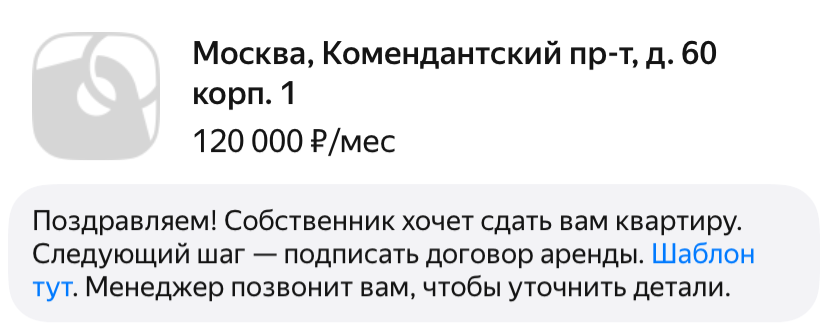 Москва, Комендантский пр-т, д. 60
корп. 1
120 000 ₽/мес
Поздравляем! Собственник хочет сдать вам квартиру.
Следующий шаг — подписать договор аренды. Шаблон
тут. Менеджер позвонит вам, чтобы уточнить детали.